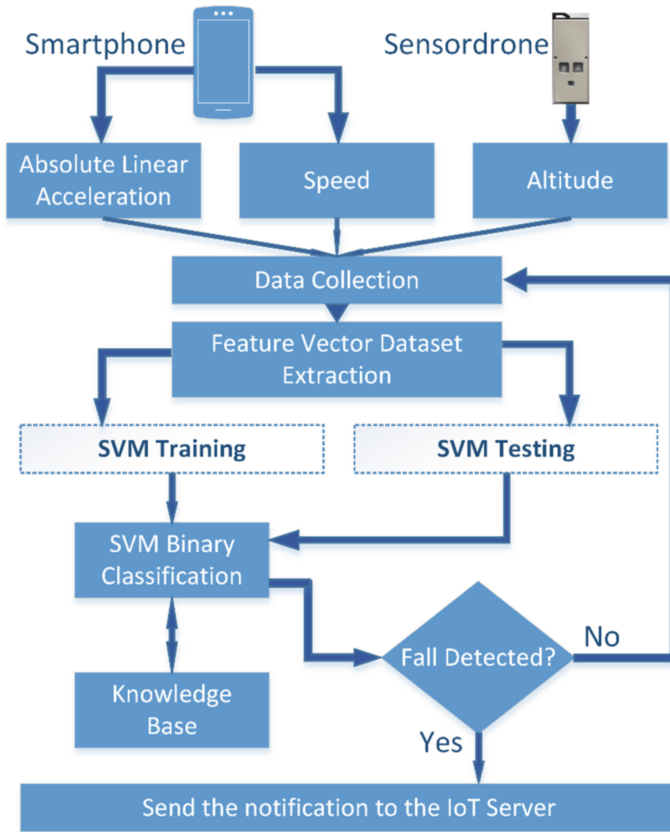 Smartphone
Sensordrone
Absolute Linear
Acceleration
Speed
Altitude
Data Collection
Feature Vector Dataset
Extraction
SVM Training
SVM Testing
SVM Binary
Classification
Fall Detected?
No
Knowledge
Base
Yes
Send the notification to the IoT Server